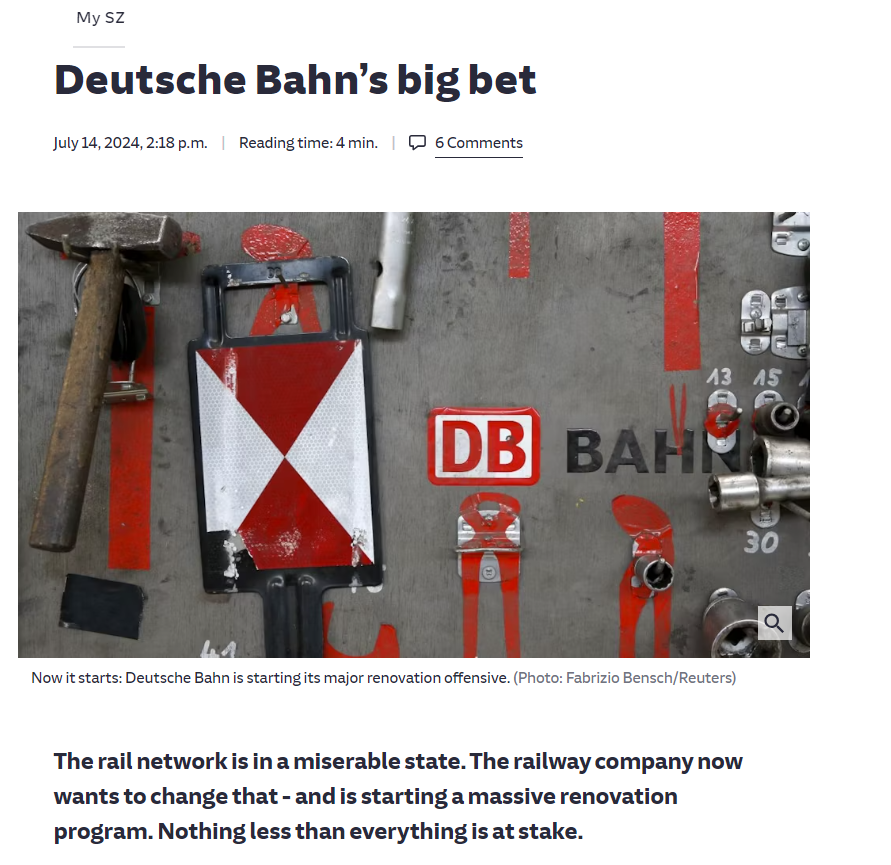 My SZ
Deutsche Bahn’s big bet
July 14, 2024, 2:18 p.m. | Reading time: 4 min. | 6 Comments
13 15
DB BAHN
30
41
Now it starts: Deutsche Bahn is starting its major renovation offensive. (Photo: Fabrizio Bensch/Reuters)
The rail network is in a miserable state. The railway company now
wants to change that - and is starting a massive renovation
program. Nothing less than everything is at stake.